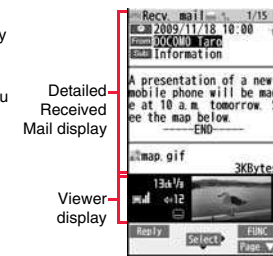 Recv. mail 1/15
2009/11/18 10:00
From DOCOMO Taro
Sub Information
y
u
Detailed
Received
Mail display
A presentation of a new
mobile phone will be ma
e at 10 a.m. tomorrow. S
ee the map below.
-----END-----
map.gif
3KByte
Viewer
display
Reply
Select
FUNC
Page ▼